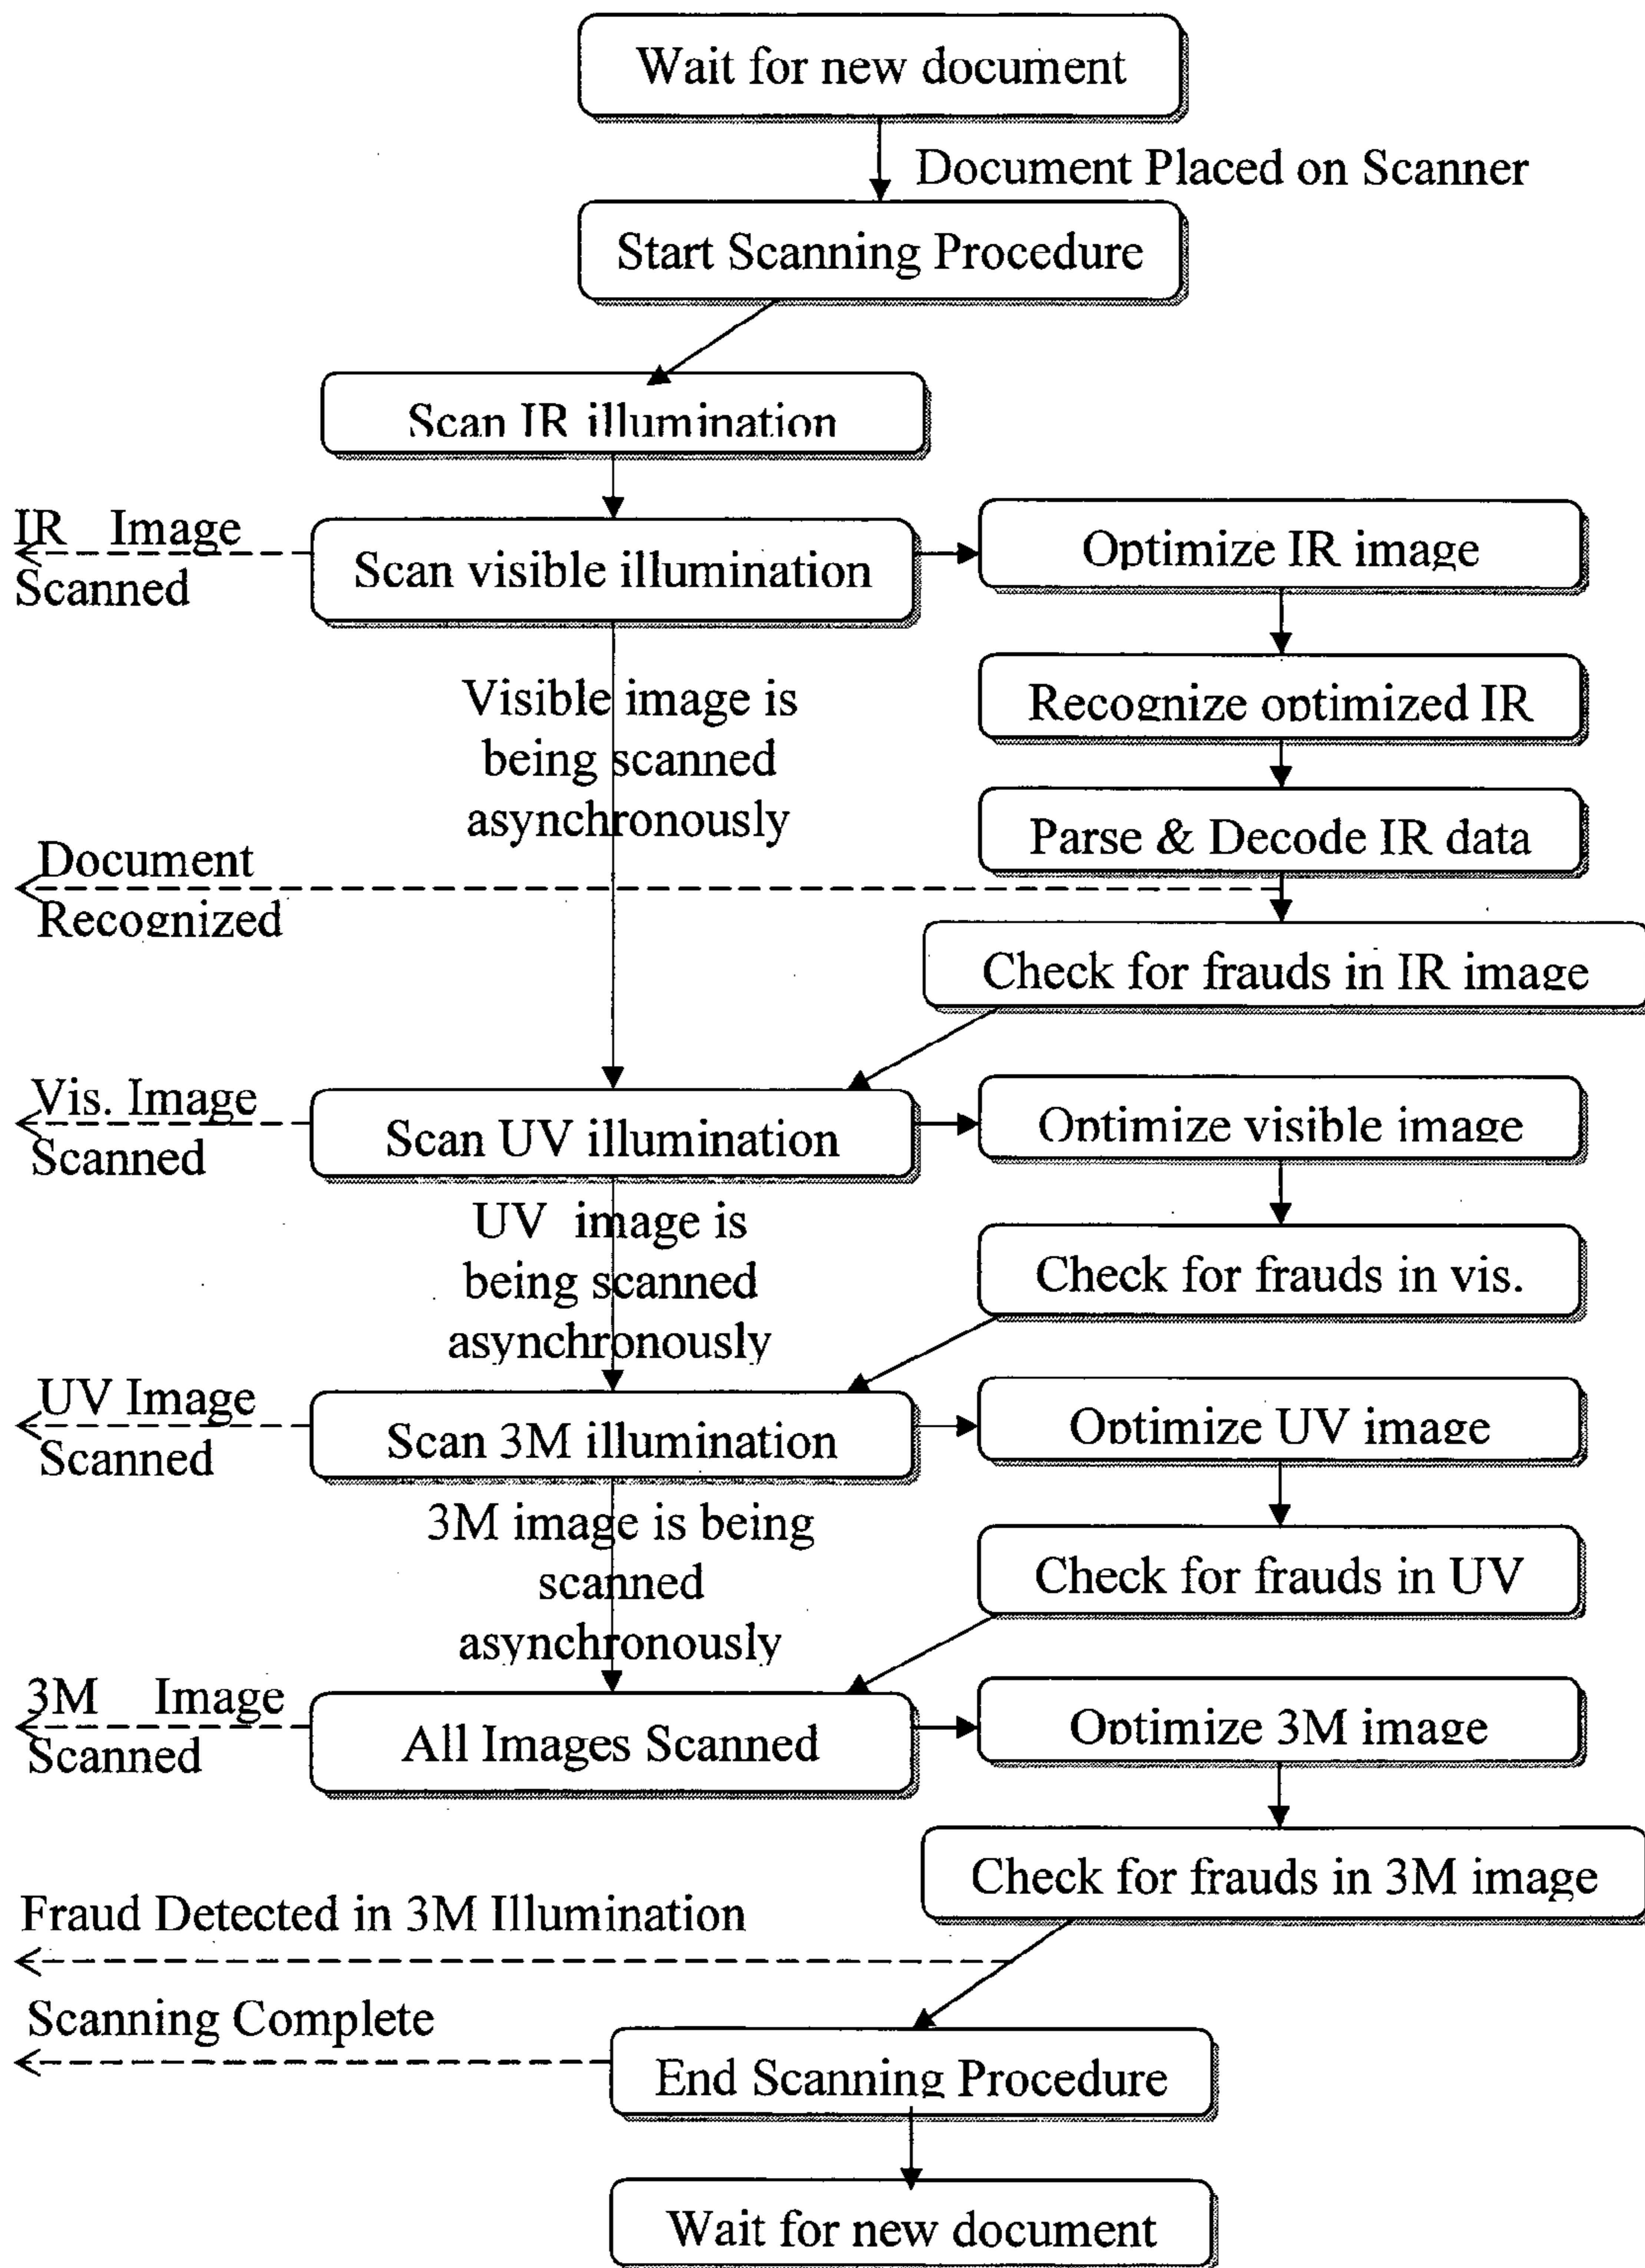 Wait for new document
Document Placed on Scanner
Start Scanning Procedure
Scan IR illumination
IR Image
Scanned
Scan visible illumination
Optimize IR image
Visible image is
being scanned
asynchronously
Recognize optimized IR
Parse & Decode IR data
Document
Recognized
Check for frauds in IR image
Vis. Image
Scanned
Scan UV illumination
Optimize visible image
UV image is
being scanned
asynchronously
Check for frauds in vis.
UV Image
Scanned
Scan 3M illumination
Optimize UV image
3M image is being
scanned
asynchronously
Check for frauds in UV
3M Image
Scanned
All Images Scanned
Optimize 3M image
Check for frauds in 3M image
Fraud Detected in 3M Illumination
Scanning Complete
End Scanning Procedure
Wait for new document